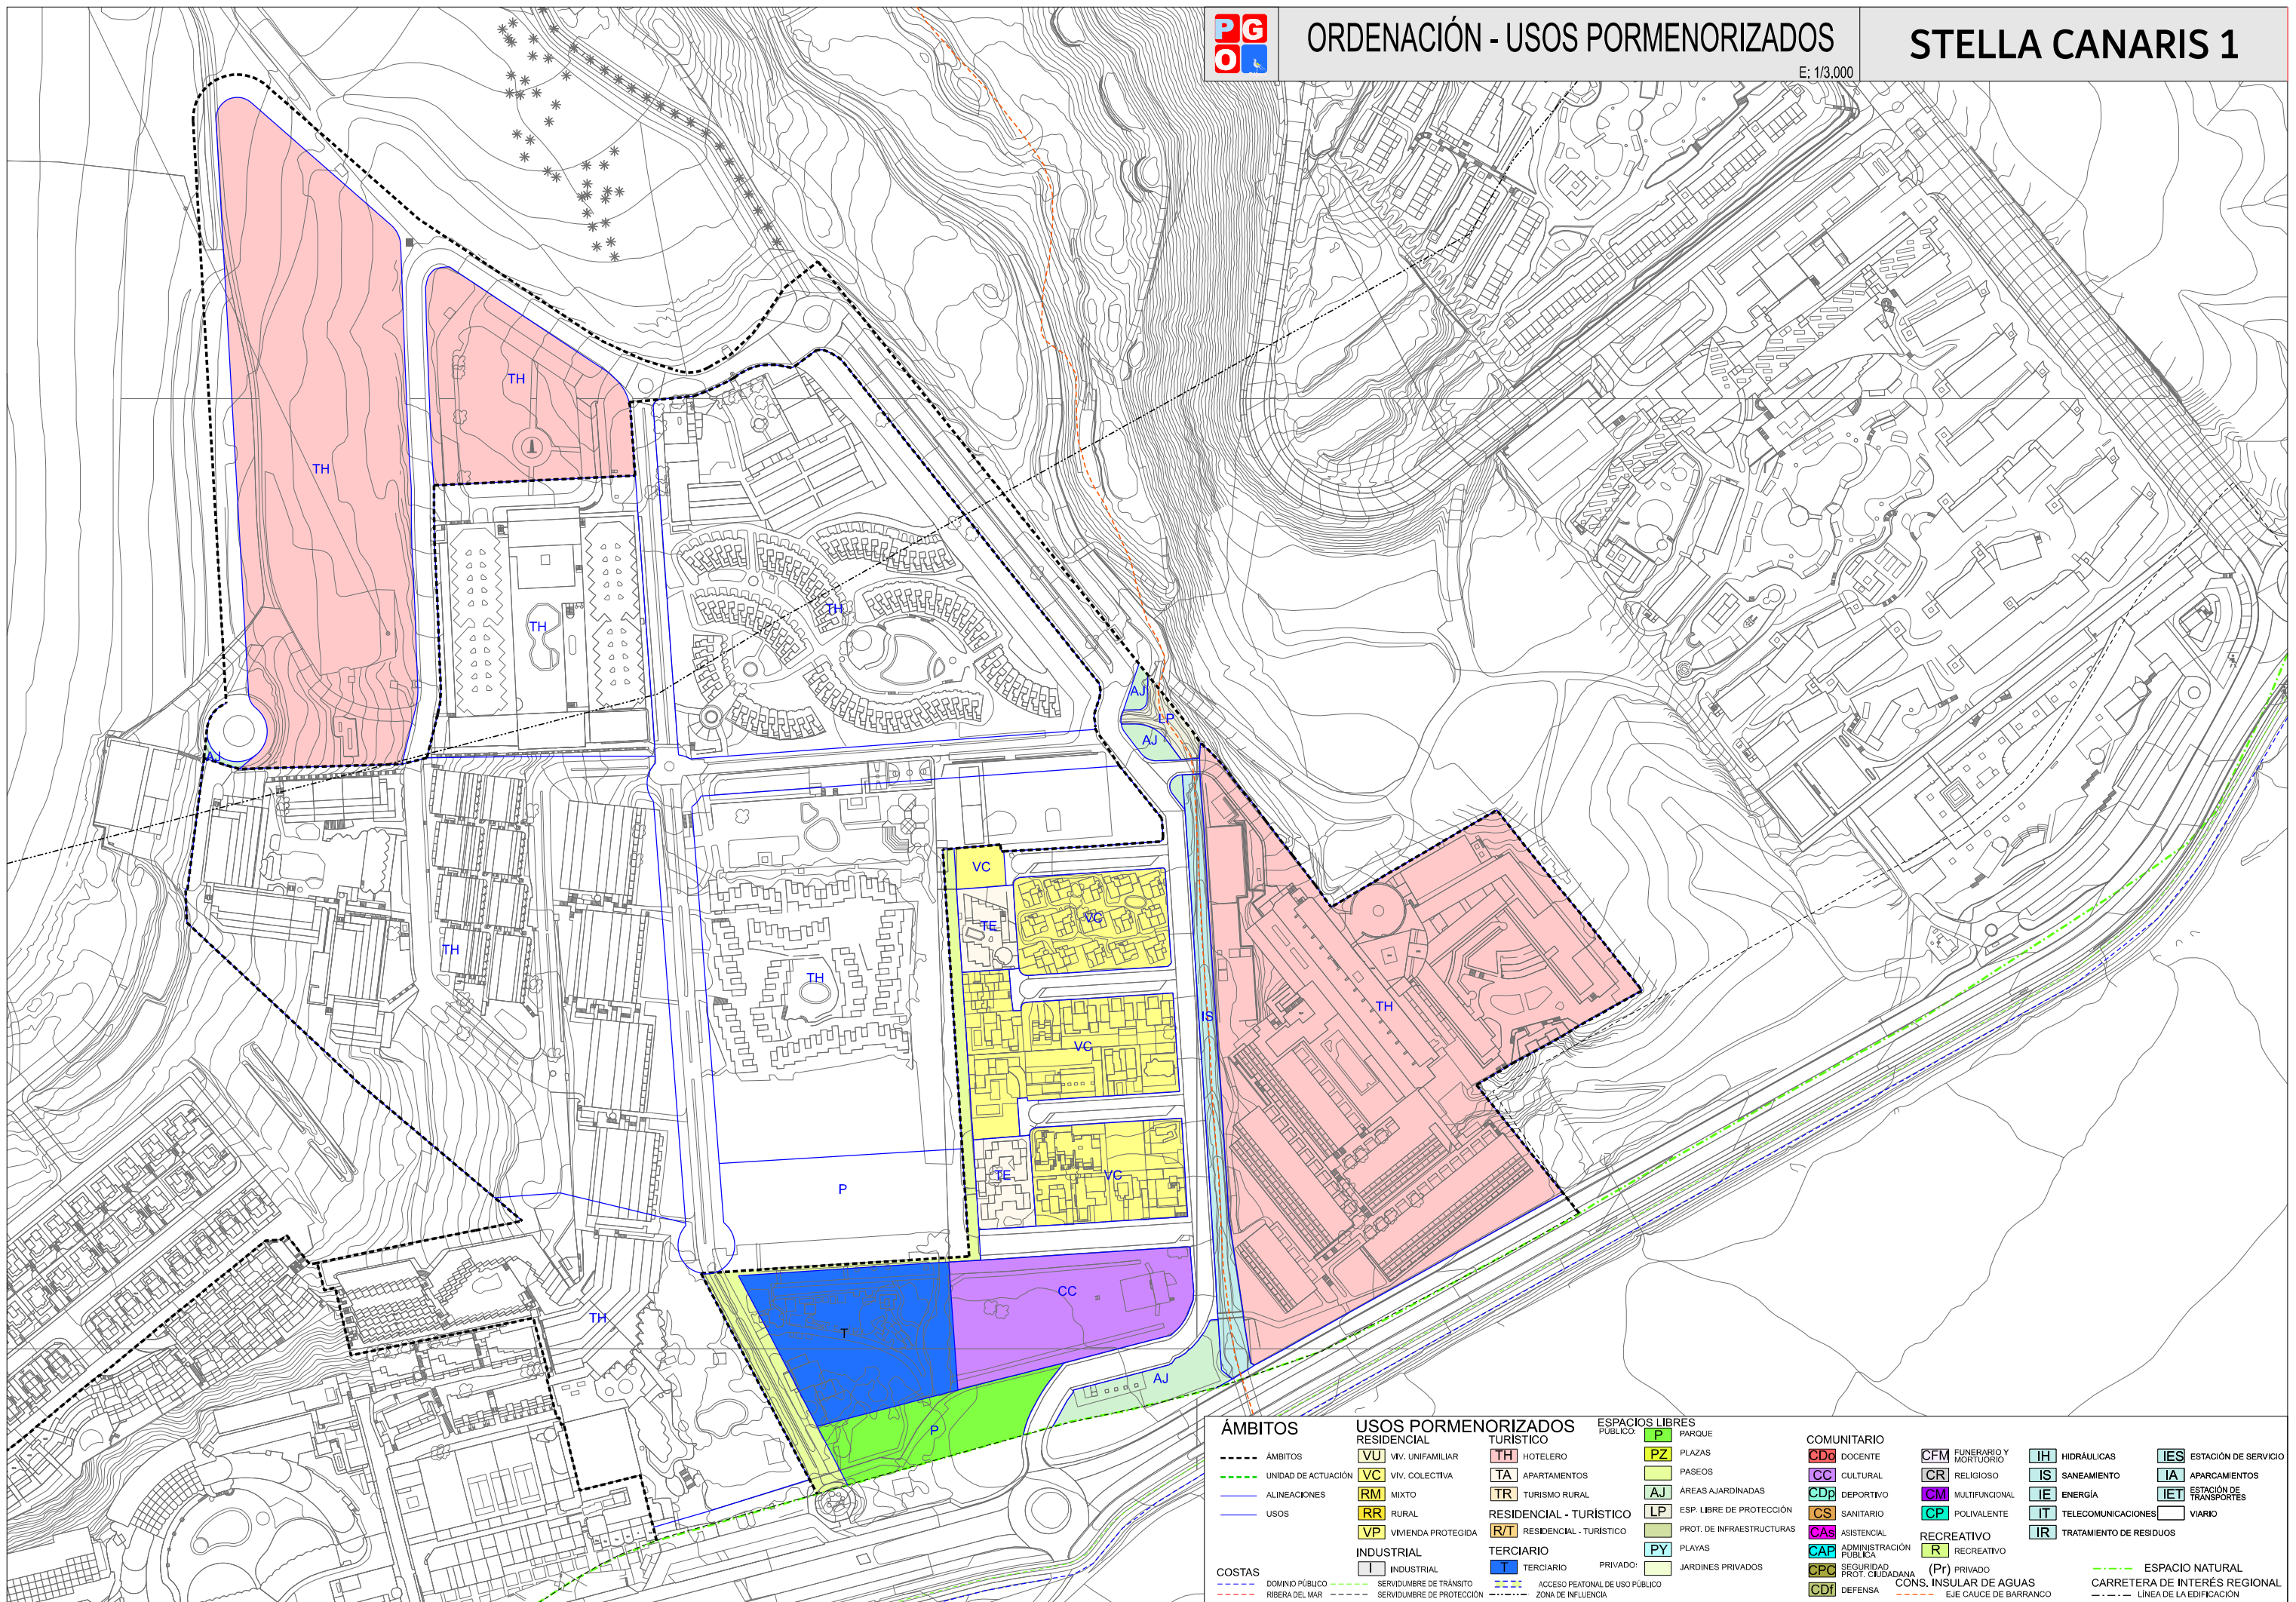 PG
O
ORDENACIÓN - USOS PORMENORIZADOS
E: 1/3.000
STELLA CANARIS 1
TH
TH
TH
TH
TH
AJ
LP
AJ
AJ
VC
TE
VC
TH
TH
TH
IS
VC
TE
VC
P
CC
T
TH
AJ
P
ÁMBITOS
ÁMBITOS
UNIDAD DE ACTUACIÓN
ALINEACIONES
USOS
COSTAS
DOMINIO PÚBLICO
RIBERA DEL MAR
SERVIDUMBRE DE TRÁNSITO
SERVIDUMBRE DE PROTECCIÓN
ACCESO PEATONAL DE USO PÚBLICO
ZONA DE INFLUENCIA
USOS PORMENORIZADOS
RESIDENCIAL
VU VIV. UNIFAMILIAR
VC VIV. COLECTIVA
RM MIXTO
RR RURAL
VP VIVIENDA PROTEGIDA
INDUSTRIAL
I INDUSTRIAL
TURÍSTICO
TH HOTELERO
TA APARTAMENTOS
TR TURISMO RURAL
RESIDENCIAL - TURÍSTICO
R/T RESIDENCIAL - TURÍSTICO
TERCIARIO
T TERCIARIO
ESPACIOS LIBRES
PÚBLICO:
P PARQUE
PZ PLAZAS
PASEOS
AJ ÁREAS AJARDINADAS
LP ESP. LIBRE DE PROTECCIÓN
PROT. DE INFRAESTRUCTURAS
PY PLAYAS
PRIVADO: JARDINES PRIVADOS
COMUNITARIO
CDo DOCENTE
CC CULTURAL
CDp DEPORTIVO
CS SANITARIO
CAs ASISTENCIAL
CAP ADMINISTRACIÓN
PÚBLICA
CPC SEGURIDAD
PROT. CIUDADANA
CDf DEFENSA
CFM FUNERARIO Y
MORTUORIO
CR RELIGIOSO
CM MULTIFUNCIONAL
CP POLIVALENTE
RECREATIVO
R RECREATIVO
(Pr) PRIVADO
IH HIDRÁULICAS
IS SANEAMIENTO
IE ENERGÍA
IT TELECOMUNICACIONES
IR TRATAMIENTO DE RESIDUOS
IES ESTACIÓN DE SERVICIO
IA APARCAMIENTOS
IET ESTACIÓN DE
TRANSPORTES
VIARIO
CONS. INSULAR DE AGUAS
EJE CAUCE DE BARRANCO
ESPACIO NATURAL
CARRETERA DE INTERÉS REGIONAL
LÍNEA DE LA EDIFICACIÓN